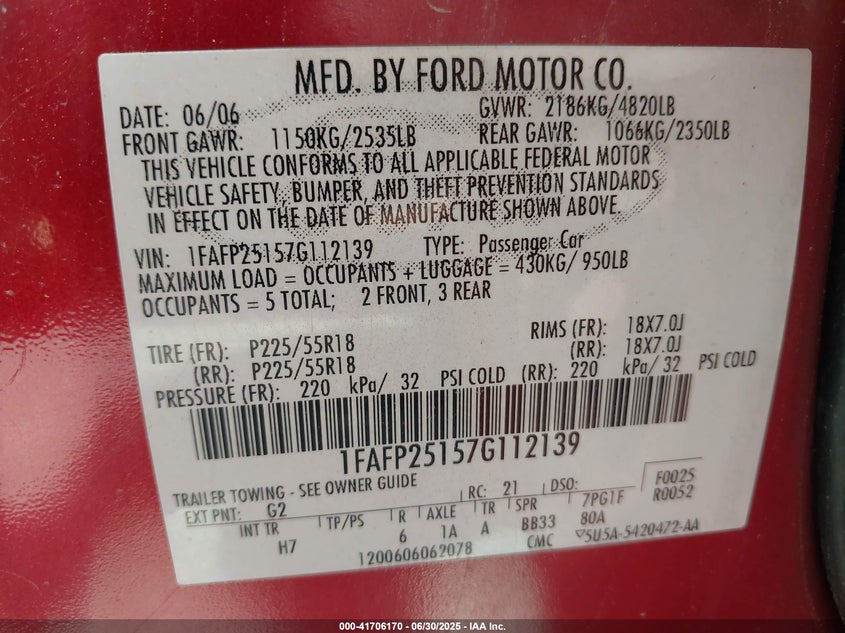 MFD. BY FORD MOTOR CO.
DATE: 06/06 GVWR: 2186KG/4820LB
FRONT GAWR: 1150KG/2535LB REAR GAWR: 1066KG/2350LB
THIS VEHICLE CONFORMS TO ALL APPLICABLE FEDERAL MOTOR
VEHICLE SAFETY, BUMPER, AND THEFT PREVENTION STANDARDS
IN EFFECT ON THE DATE OF MANUFACTURE SHOWN ABOVE.
VIN: 1FAFP25157G112139 TYPE: Passenger Car
MAXIMUM LOAD = OCCUPANTS + LUGGAGE = 430KG/ 950LB
OCCUPANTS = 5 TOTAL; 2 FRONT, 3 REAR
TIRE (FR): P225/55R18 RIMS (FR): 18X7.0J
(RR): P225/55R18 (RR): 18X7.0J
PRESSURE (FR): 220 kPa/ 32 PSI COLD (RR): 220 kPa/ 32 PSI COLD
1FAFP25157G112139
TRAILER TOWING - SEE OWNER GUIDE
EXT PNT: G2 RC: 21 DSO: F0025
INT TR TP/PS R AXLE TR SPR 7PG1F R0052
H7 6 1A A BB33 80A
1200606062078 CMC 5U5A-5420472-AA
000-41706170 - 06/30/2025 - IAA Inc.